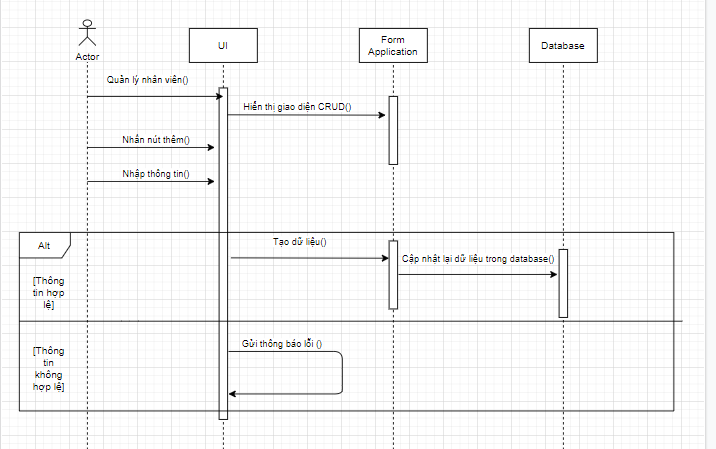 Actor
UI
Form
Application
Database
Quản lý nhân viên()
Hiển thị giao diện CRUD()
Nhấn nút thêm()
Nhập thông tin()
Alt
Tạo dữ liệu()
Cập nhật lại dữ liệu trong database()
[Thông
tin hợp
lệ]
Gửi thông báo lỗi ()
[Thông
tin
không
hợp lệ]